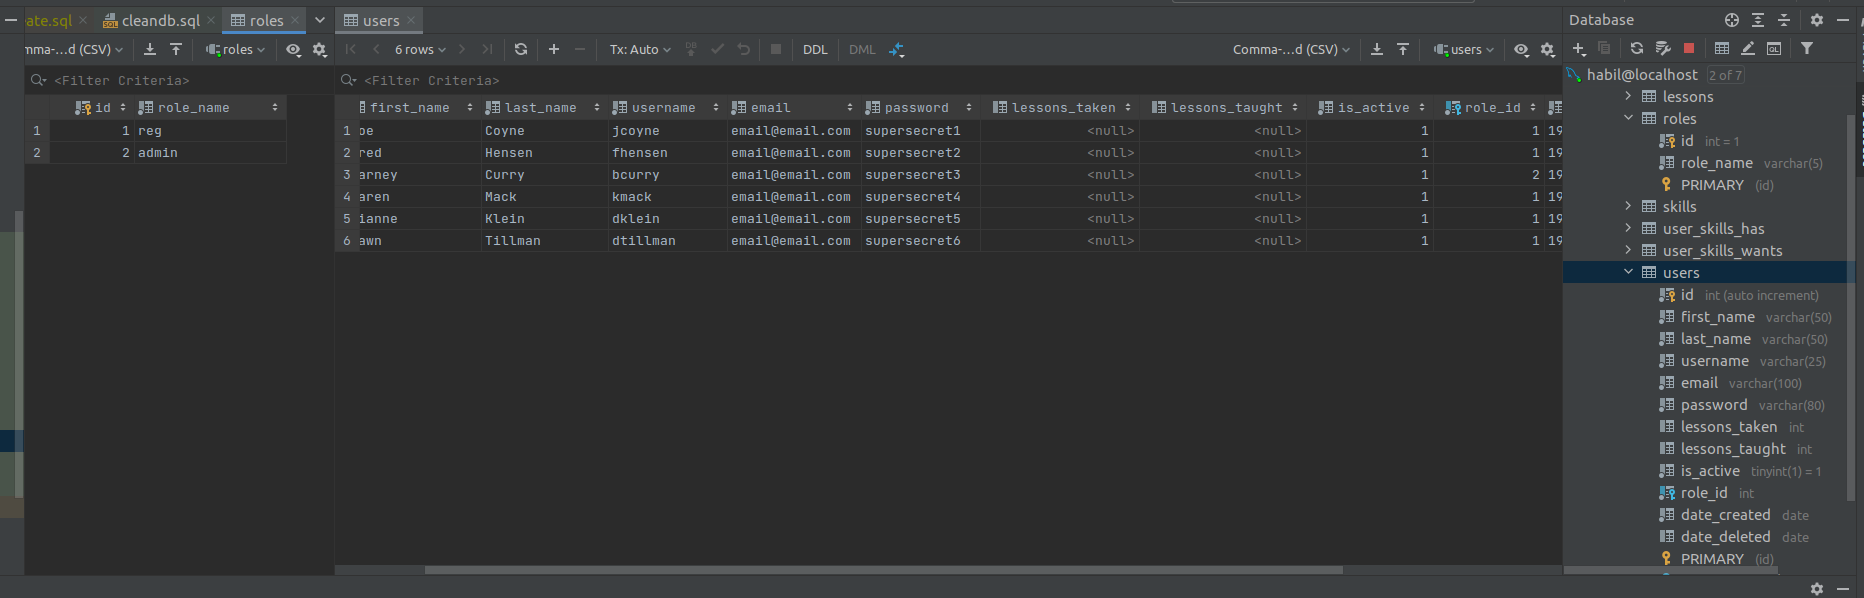 ate.sql cleandb.sql roles users Database
mma-...d (CSV) roles 6 rows Tx: Auto DDL DML Comma-...d (CSV) users
<Filter Criteria> <Filter Criteria>
habil@localhost 2 of 7
id role_name
1 1 reg
2 2 admin
first_name last_name username email password lessons_taken lessons_taught is_active role_id
1 oe Coyne jcoyne email@email.com supersecret1 <null> <null> 1 1 19
2 red Hensen fhensen email@email.com supersecret2 <null> <null> 1 1 19
3 arney Curry bcurry email@email.com supersecret3 <null> <null> 1 2 19
4 aren Mack kmack email@email.com supersecret4 <null> <null> 1 1 19
5 ianne Klein dklein email@email.com supersecret5 <null> <null> 1 1 19
6 awn Tillman dtillman email@email.com supersecret6 <null> <null> 1 1 19
lessons
roles
id int = 1
role_name varchar(5)
PRIMARY (id)
skills
user_skills_has
user_skills_wants
users
id int (auto increment)
first_name varchar(50)
last_name varchar(50)
username varchar(25)
email varchar(100)
password varchar(80)
lessons_taken int
lessons_taught int
is_active tinyint(1) = 1
role_id int
date_created date
date_deleted date
PRIMARY (id)